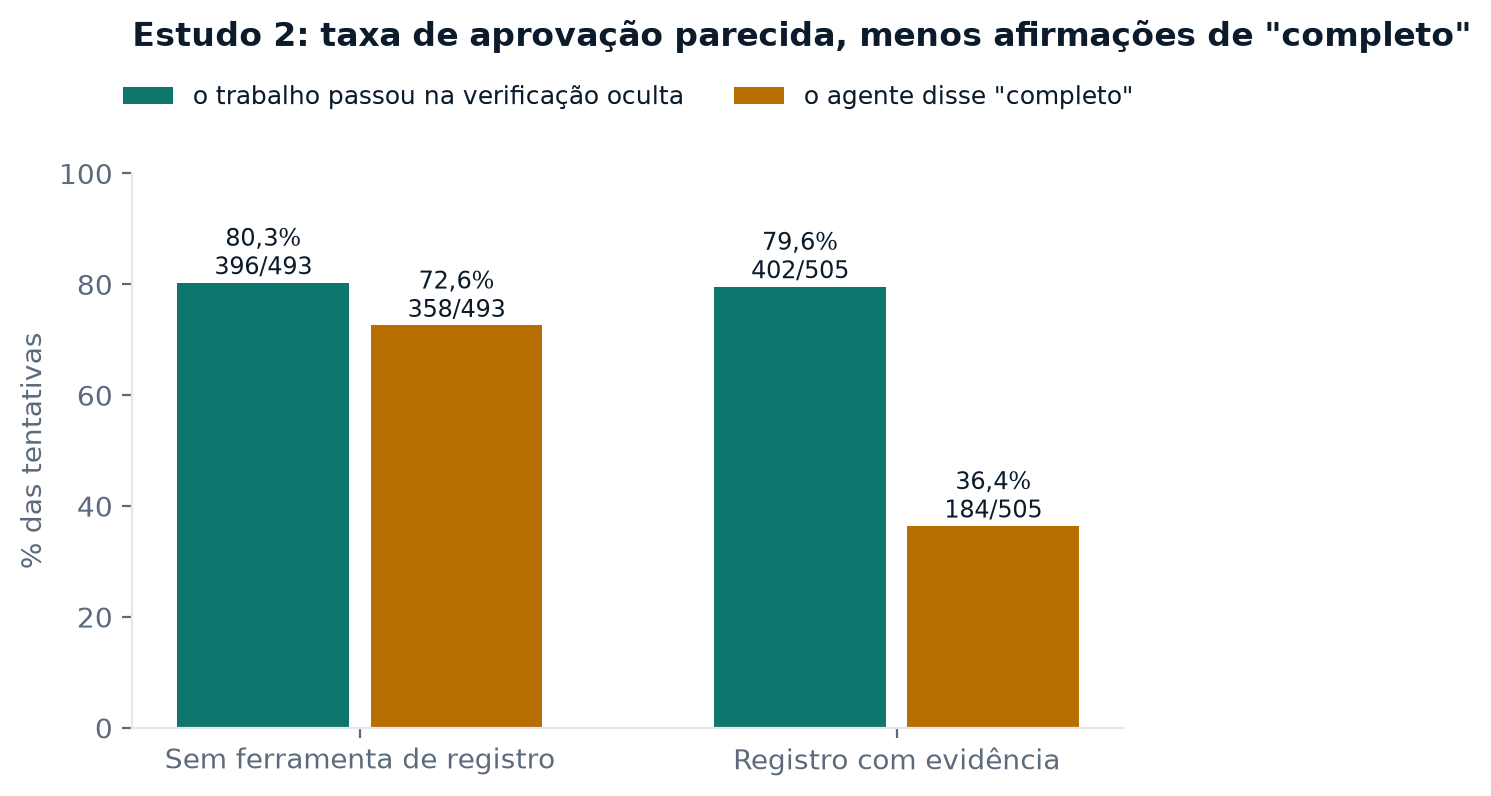 Estudo 2: taxa de aprovação parecida, menos afirmações de "completo"
o trabalho passou na verificação oculta
o agente disse "completo"
% das tentativas
100
80
60
40
20
0
80,3%
396/493
72,6%
358/493
79,6%
402/505
36,4%
184/505
Sem ferramenta de registro
Registro com evidência